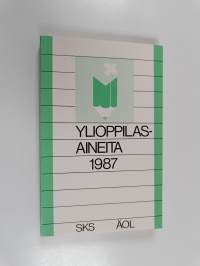 YLIOPPILAS-
AINEITA
1987
SKS ÄOL